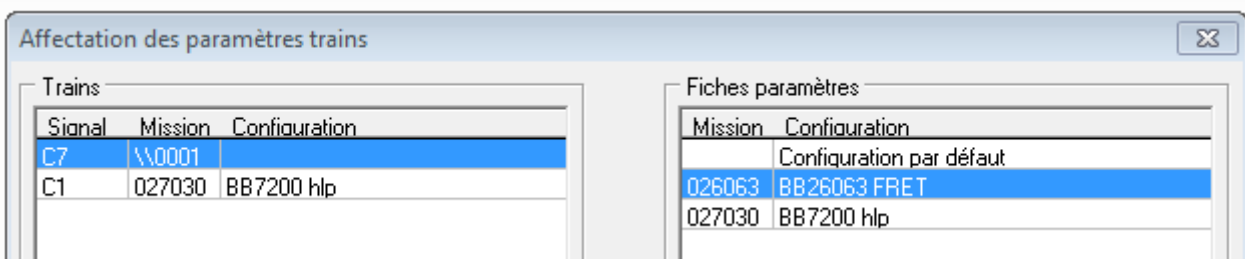 Affectation des paramètres trains
Trains
Signal Mission Configuration
C7 \\0001
C1 027030 BB7200 hlp
Fiches paramètres
Mission Configuration
Configuration par défaut
026063 BB26063 FRET
027030 BB7200 hlp